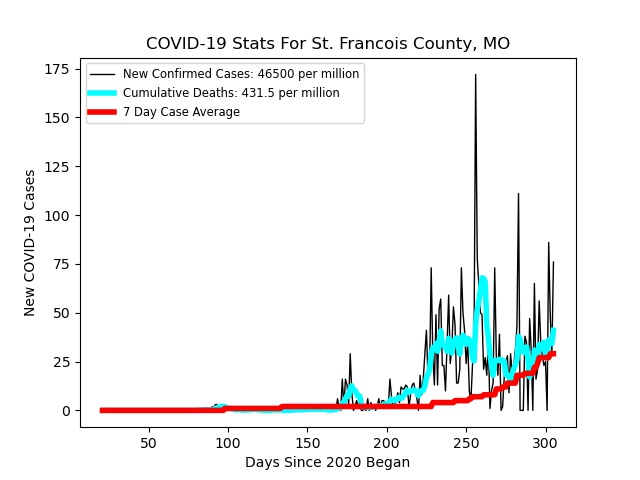 COVID-19 Stats For St. Francois County, MO
New Confirmed Cases: 46500 per million
Cumulative Deaths: 431.5 per million
7 Day Case Average
New COVID-19 Cases
175
150
125
100
75
50
25
0
50 100 150 200 250 300
Days Since 2020 Began